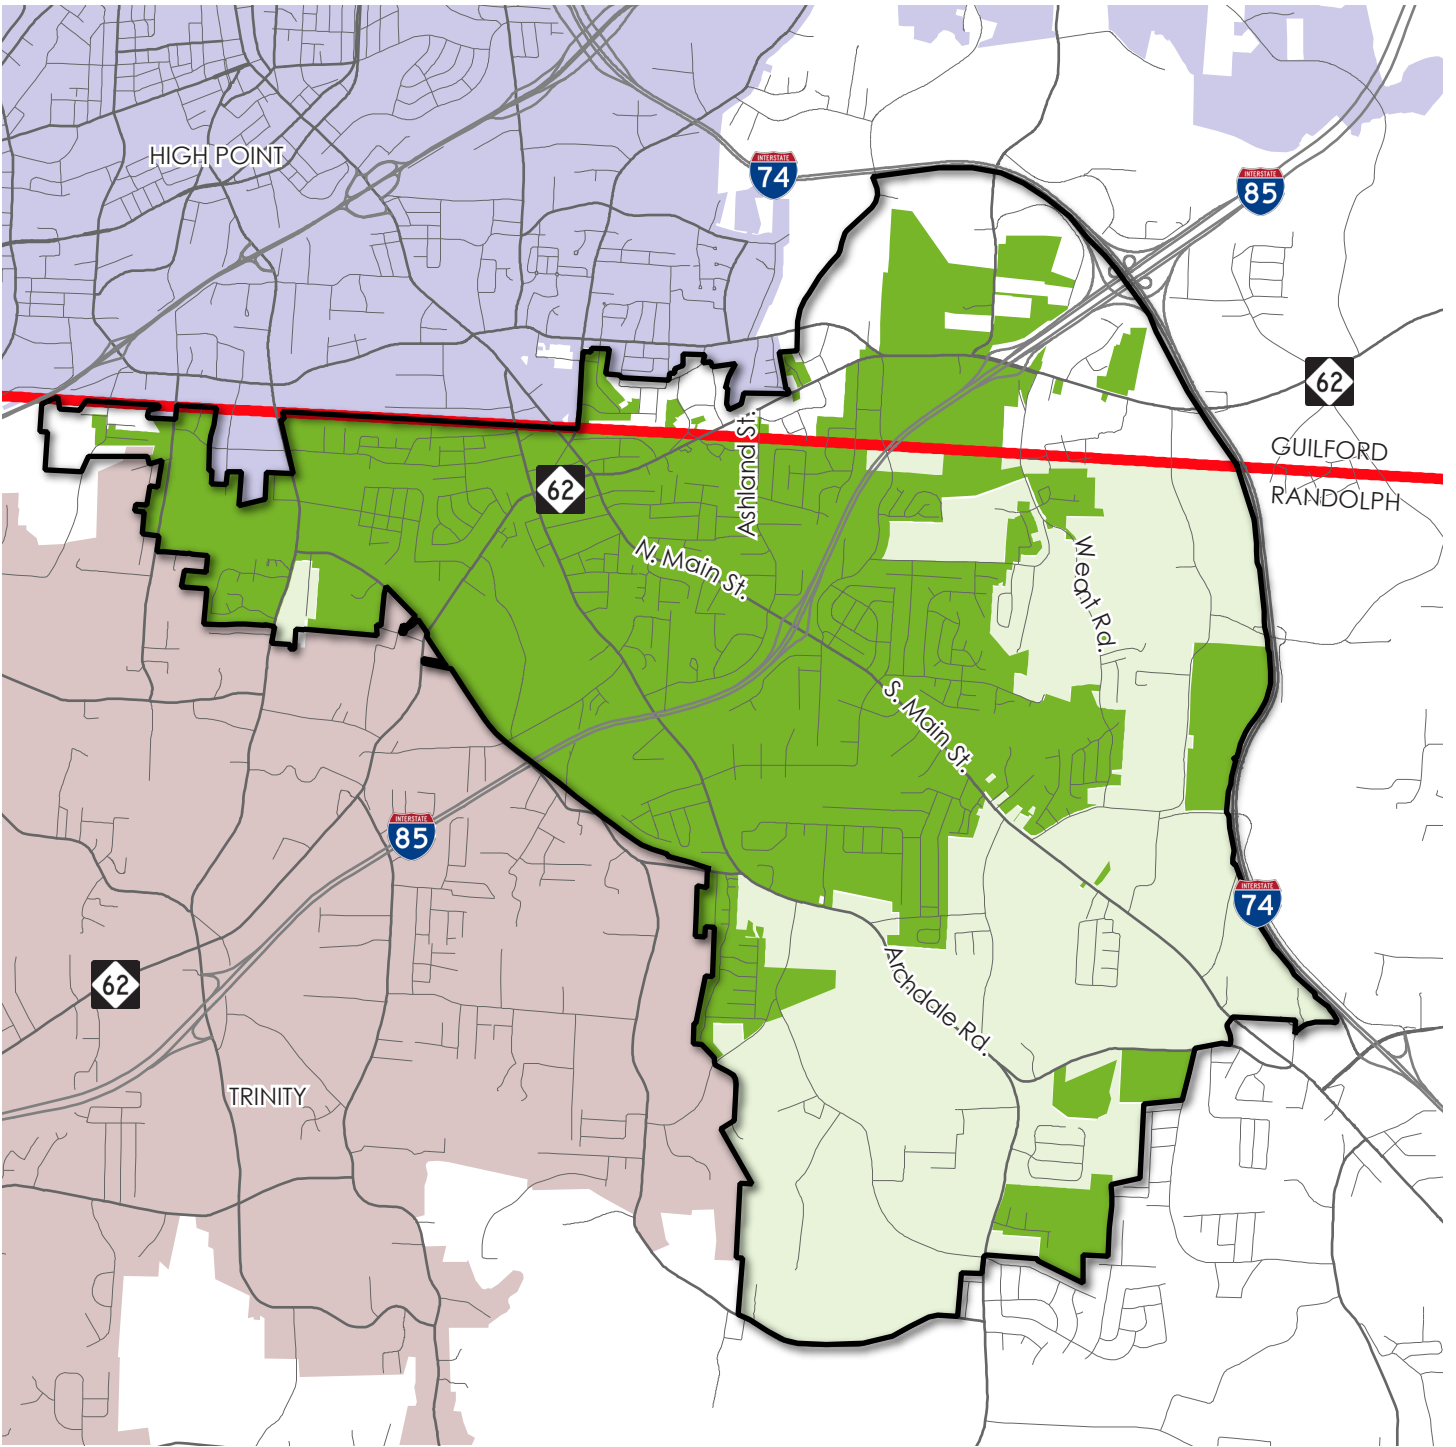 HIGH POINT
INTERSTATE
74
INTERSTATE
85
62
GUILFORD
RANDOLPH
Ashland St.
62
N. Main St.
Weant Rd.
S. Main St.
INTERSTATE
85
INTERSTATE
74
62
Archdale Rd.
TRINITY